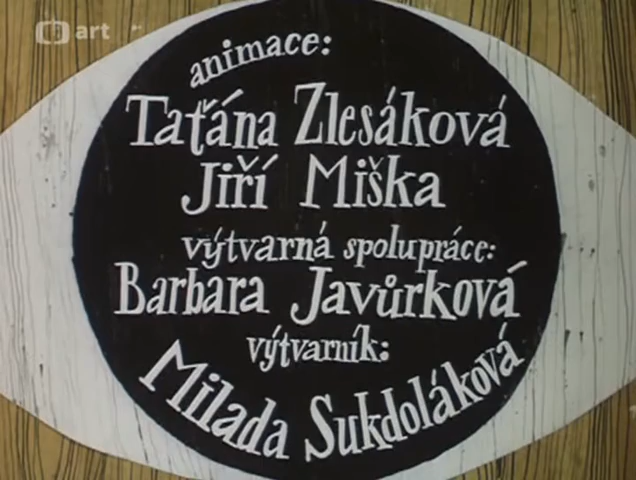 art
animace:
Taťána Zlesáková
Jiří Miška
výtvarná spolupráce:
Barbara Javůrková
výtvarník:
Milada Sukdoláková